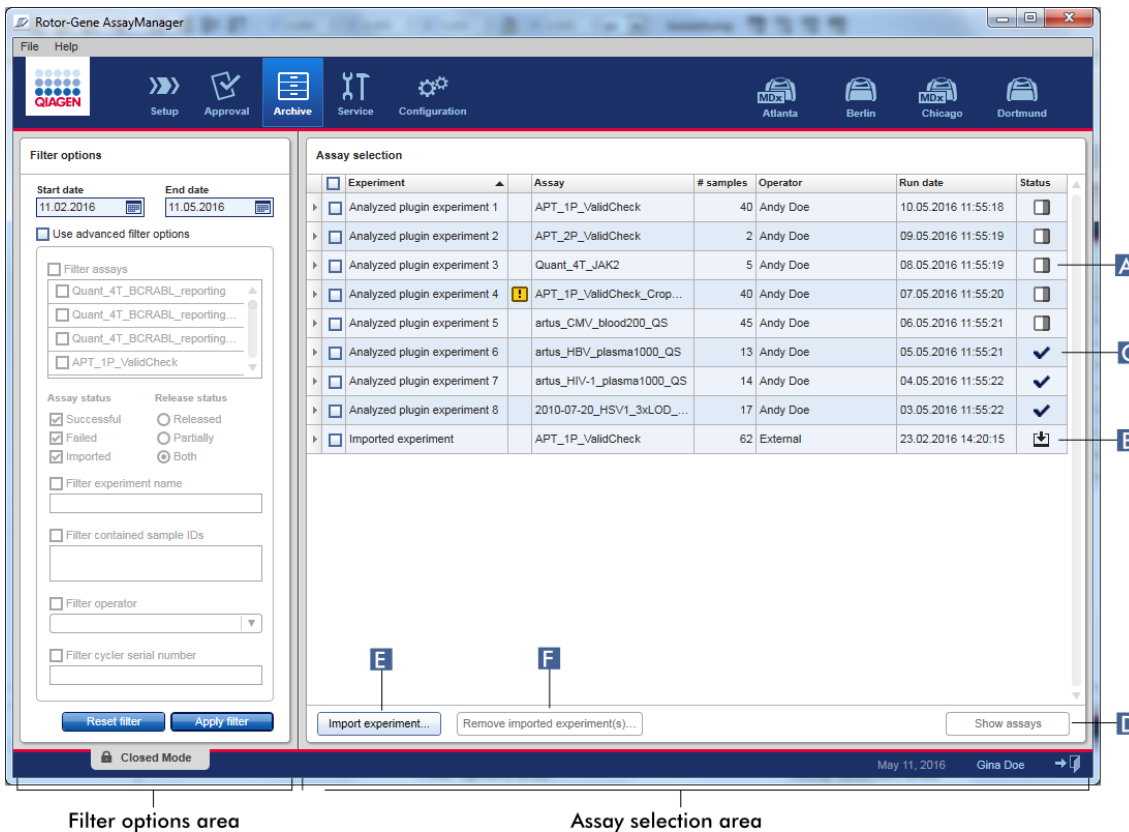 Rotor-Gene AssayManager
File Help
QIAGEN
Setup Approval Archive Service Configuration
MDx Atlanta Berlin MDx Chicago Dortmund
Filter options
Start date End date
11.02.2016 11.05.2016
Use advanced filter options
Filter assays
Quant_4T_BCRABL_reporting
Quant_4T_BCRABL_reporting...
Quant_4T_BCRABL_reporting...
APT_1P_ValidCheck
Assay status Release status
Successful Released
Failed Partially
Imported Both
Filter experiment name
Filter contained sample IDs
Filter operator
Filter cycler serial number
Reset filter Apply filter
Assay selection
Experiment Assay # samples Operator Run date Status
Analyzed plugin experiment 1 APT_1P_ValidCheck 40 Andy Doe 10.05.2016 11:55:18
Analyzed plugin experiment 2 APT_2P_ValidCheck 2 Andy Doe 09.05.2016 11:55:19
Analyzed plugin experiment 3 Quant_4T_JAK2 5 Andy Doe 08.05.2016 11:55:19
A
Analyzed plugin experiment 4 ! APT_1P_ValidCheck_Crop... 40 Andy Doe 07.05.2016 11:55:20
Analyzed plugin experiment 5 artus_CMV_blood200_QS 45 Andy Doe 06.05.2016 11:55:21
Analyzed plugin experiment 6 artus_HBV_plasma1000_QS 13 Andy Doe 05.05.2016 11:55:21
C
Analyzed plugin experiment 7 artus_HIV-1_plasma1000_QS 14 Andy Doe 04.05.2016 11:55:22
Analyzed plugin experiment 8 2010-07-20_HSV1_3xLOD_... 17 Andy Doe 03.05.2016 11:55:22
Imported experiment APT_1P_ValidCheck 62 External 23.02.2016 14:20:15
B
E F
Import experiment... Remove imported experiment(s)... Show assays
D
Closed Mode
May 11, 2016 Gina Doe
Filter options area Assay selection area